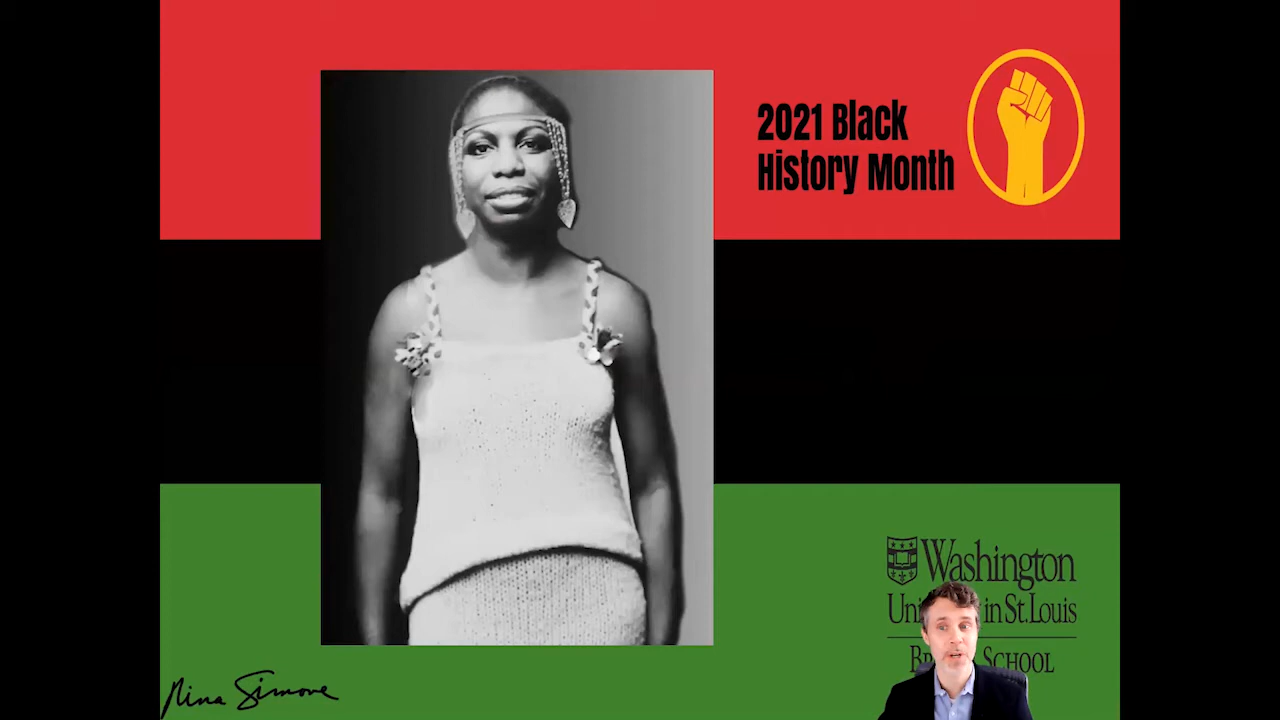 2021 Black
History Month
Washington
in St.Louis
SCHOOL
Nina Simone